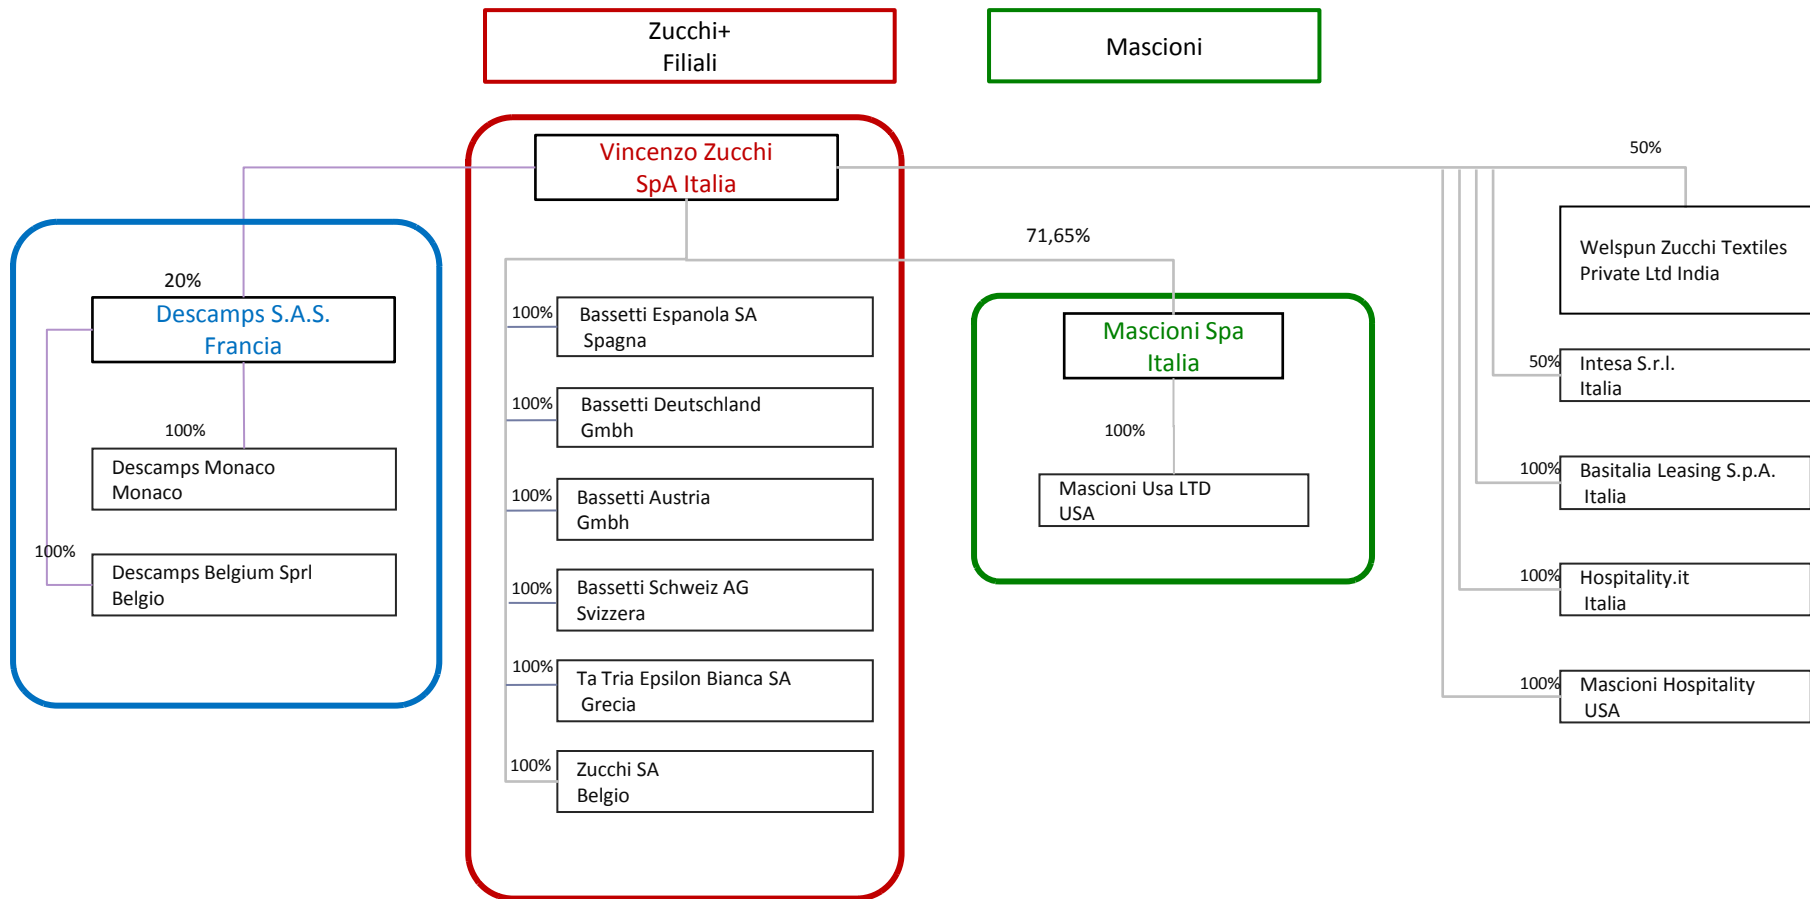 Zucchi+
Filiali
Mascioni
Vincenzo Zucchi
SpA Italia
50%
71,65%
Welspun Zucchi Textiles
Private Ltd India
20%
Descamps S.A.S.
Francia
100%
Bassetti Espanola SA
Spagna
Mascioni Spa
Italia
50%
Intesa S.r.l.
Italia
100%
Bassetti Deutschland
Gmbh
100%
Descamps Monaco
Monaco
100%
Mascioni Usa LTD
USA
100%
Basitalia Leasing S.p.A.
Italia
100%
Bassetti Austria
Gmbh
100%
Descamps Belgium Sprl
Belgio
100%
Bassetti Schweiz AG
Svizzera
100%
Hospitality.it
Italia
100%
Ta Tria Epsilon Bianca SA
Grecia
100%
Mascioni Hospitality
USA
100%
Zucchi SA
Belgio